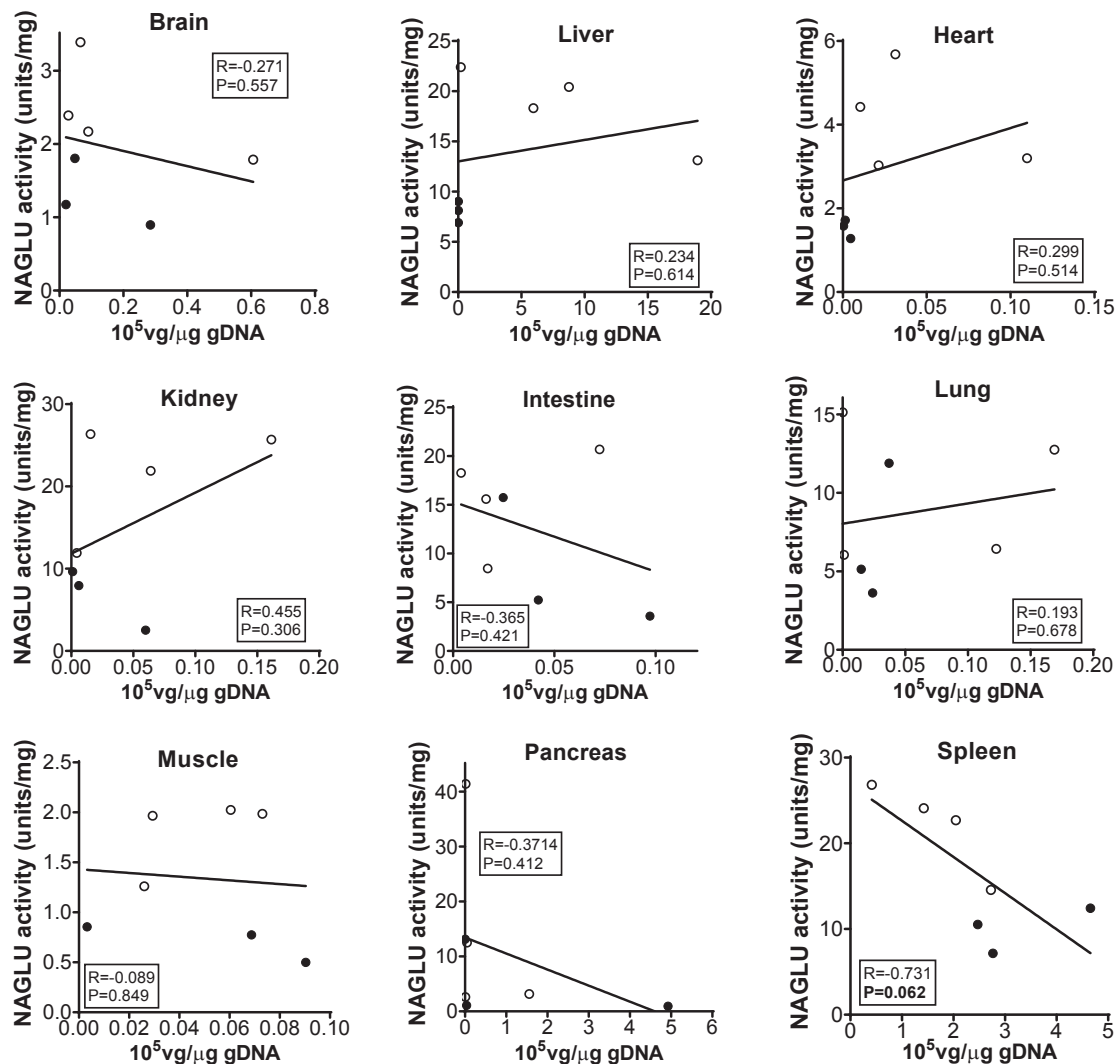 Brain
NAGLU activity (units/mg)
3
2
1
0
R=-0.271
P=0.557
0.0 0.2 0.4 0.6 0.8
10⁵vg/μg gDNA
Liver
NAGLU activity (units/mg)
25
20
15
10
5
0
R=0.234
P=0.614
0 5 10 15 20
10⁵vg/μg gDNA
Heart
NAGLU activity (units/mg)
6
4
2
0
R=0.299
P=0.514
0.00 0.05 0.10 0.15
10⁵vg/μg gDNA
Kidney
NAGLU activity (units/mg)
30
20
10
0
R=0.455
P=0.306
0.00 0.05 0.10 0.15 0.20
10⁵vg/μg gDNA
Intestine
NAGLU activity (units/mg)
25
20
15
10
5
0
R=-0.365
P=0.421
0.00 0.05 0.10
10⁵vg/μg gDNA
Lung
NAGLU activity (units/mg)
15
10
5
0
R=0.193
P=0.678
0.00 0.05 0.10 0.15 0.20
10⁵vg/μg gDNA
Muscle
NAGLU activity (units/mg)
2.5
2.0
1.5
1.0
0.5
0.0
R=-0.089
P=0.849
0.00 0.02 0.04 0.06 0.08 0.10
10⁵vg/μg gDNA
Pancreas
NAGLU activity (units/mg)
40
30
20
10
0
R=-0.3714
P=0.412
0 1 2 3 4 5 6
10⁵vg/μg gDNA
Spleen
NAGLU activity (units/mg)
30
20
10
0
R=-0.731
P=0.062
0 1 2 3 4 5
10⁵vg/μg gDNA